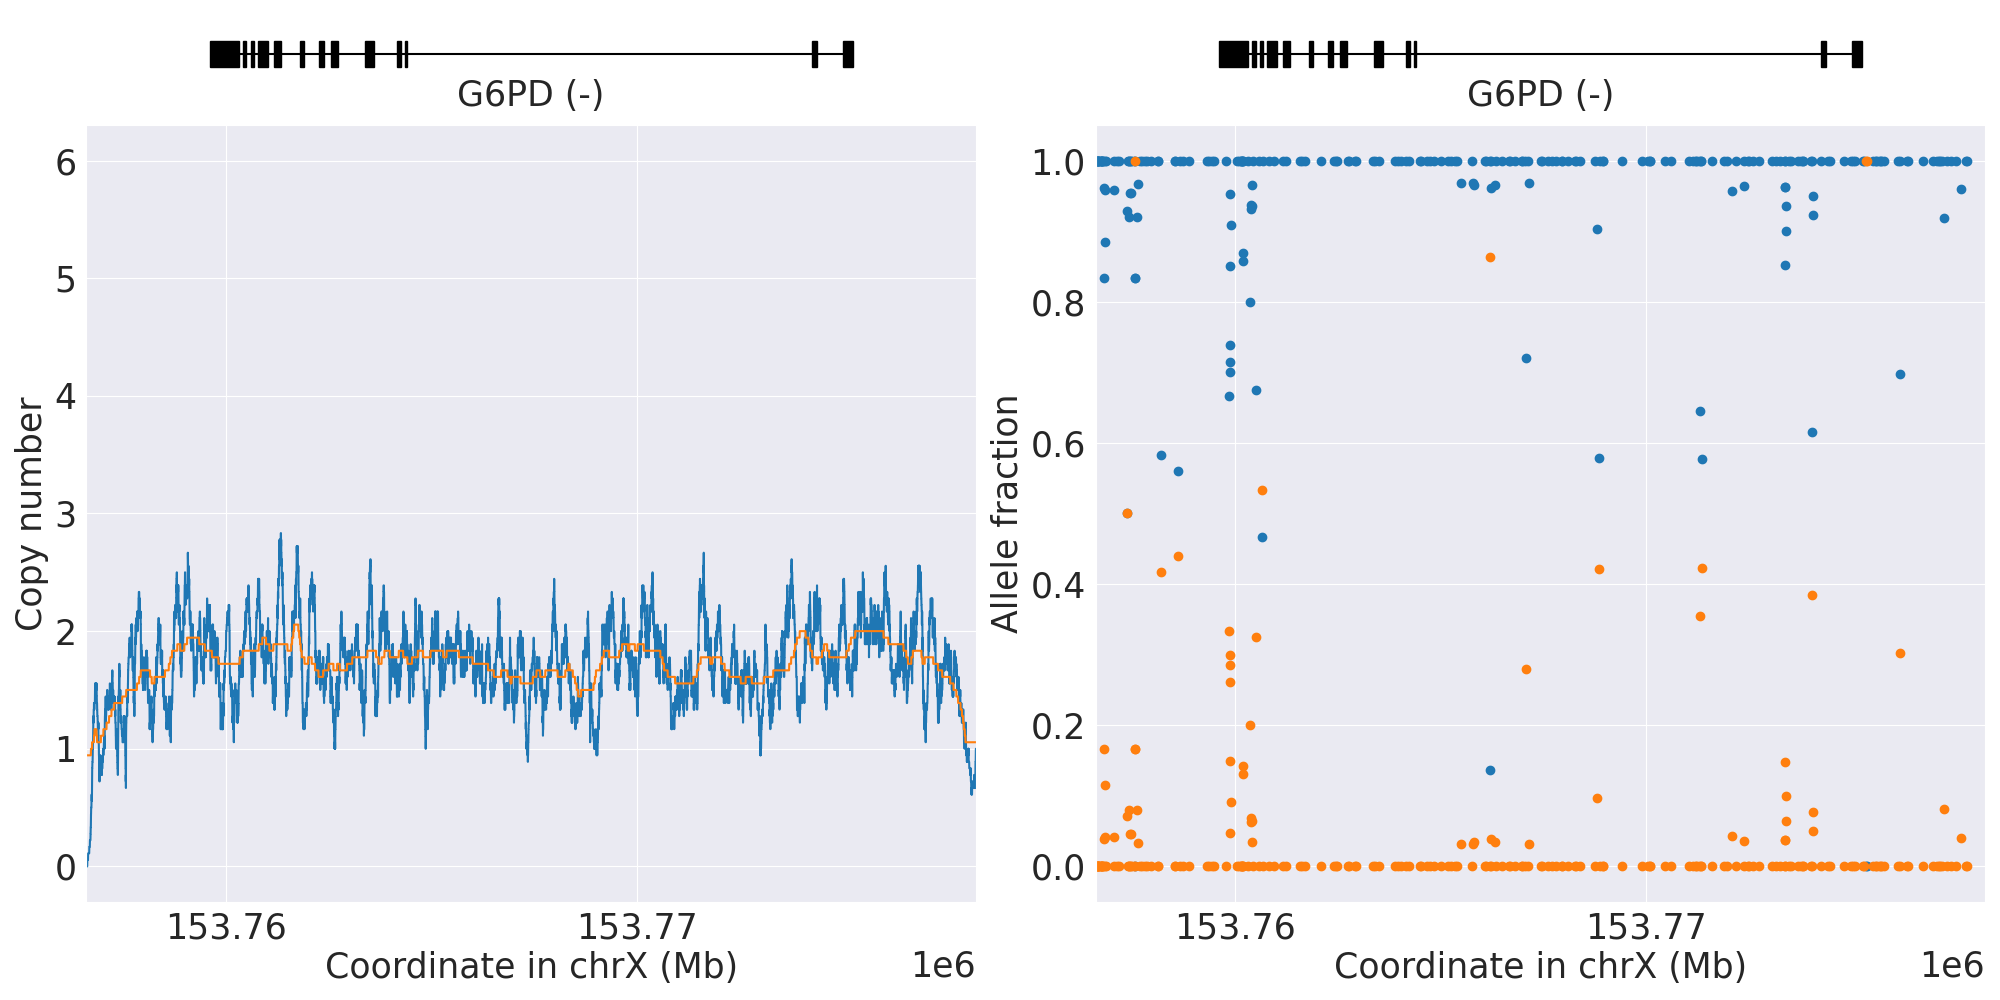 G6PD (-)
G6PD (-)
Copy number
6
5
4
3
2
1
0
153.76
153.77
Coordinate in chrX (Mb)
1e6
Allele fraction
1.0
0.8
0.6
0.4
0.2
0.0
153.76
153.77
Coordinate in chrX (Mb)
1e6